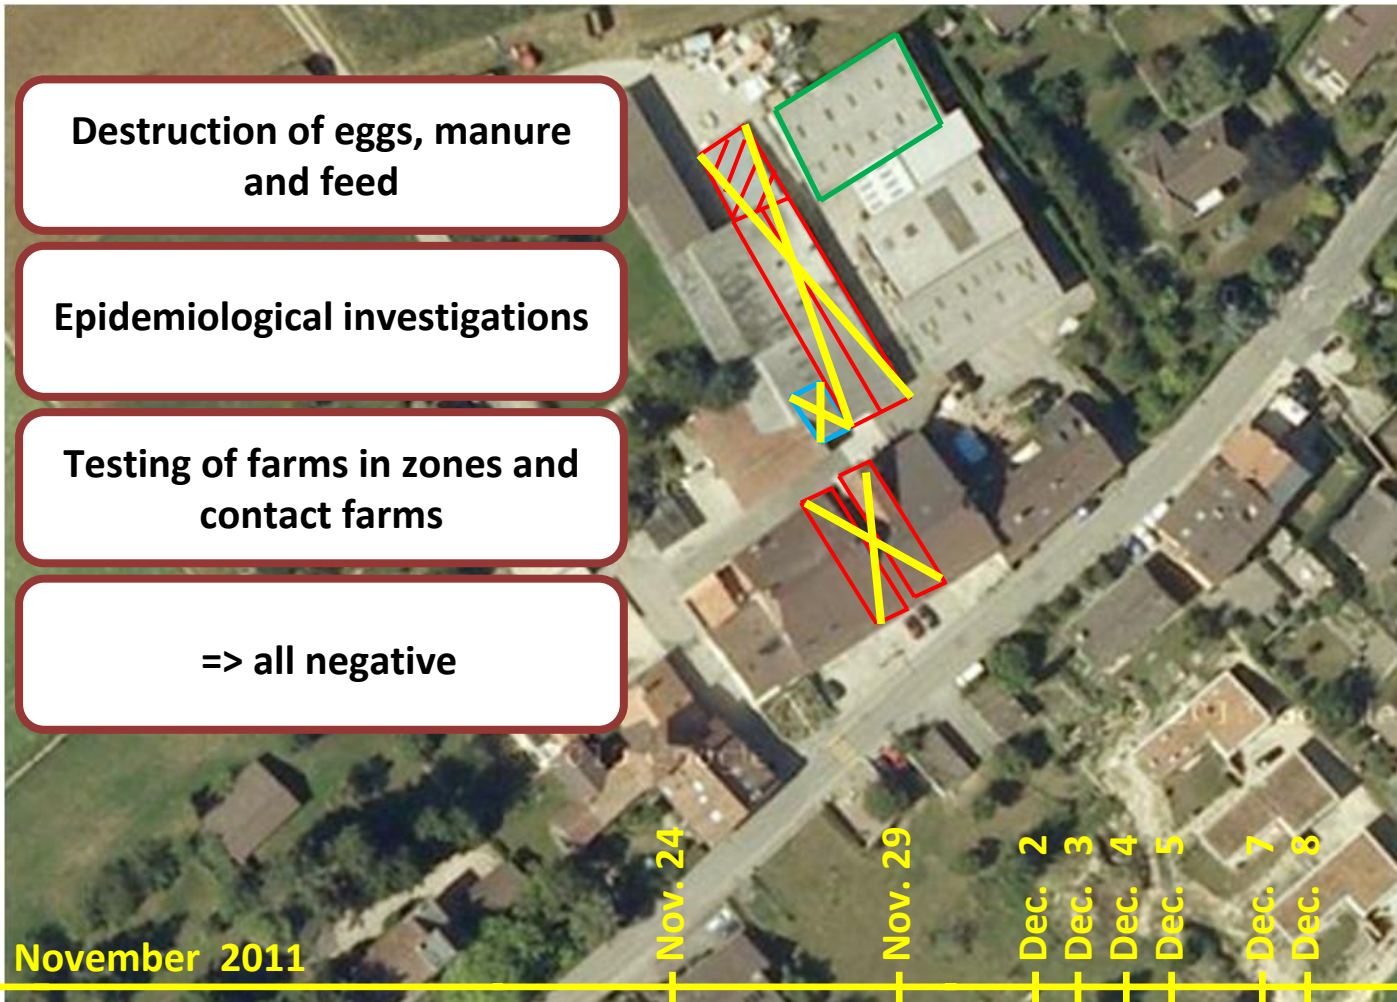 Destruction of eggs, manure
and feed
Epidemiological investigations
Testing of farms in zones and
contact farms
=> all negative
November 2011
Nov. 24
Nov. 29
Dec. 2
Dec. 3
Dec. 4
Dec. 5
Dec. 7
Dec. 8